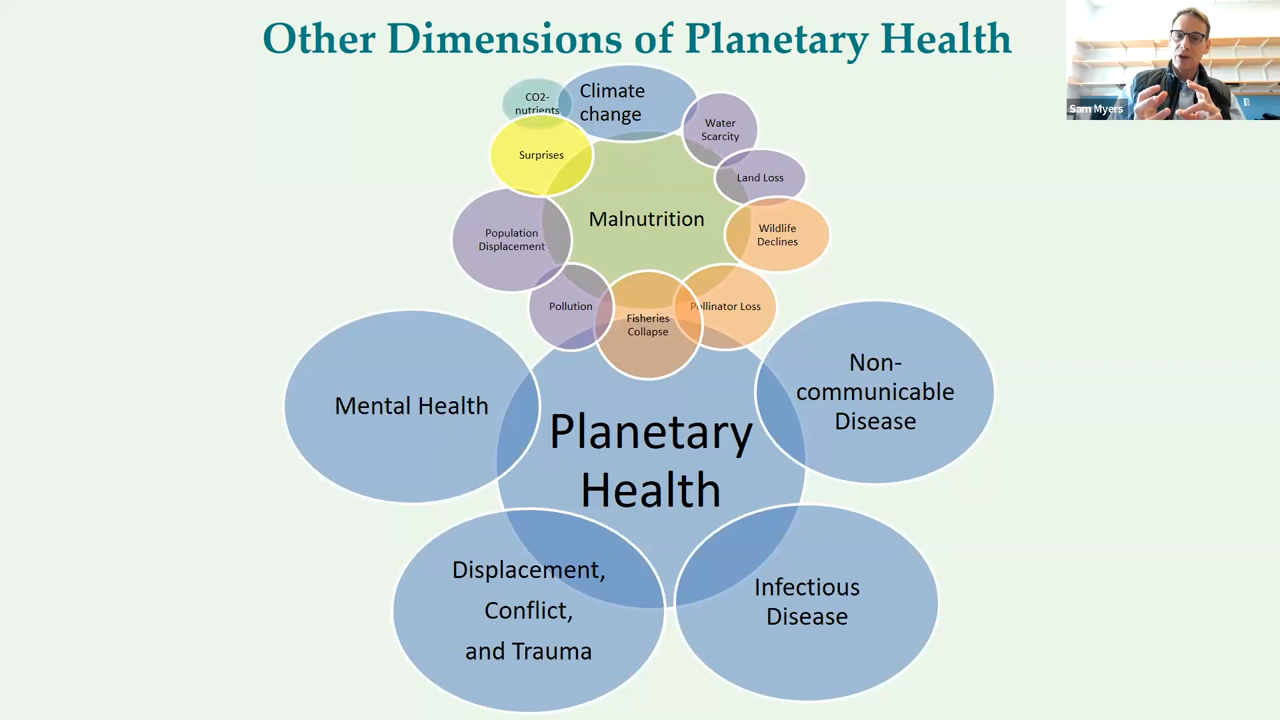 Other Dimensions of Planetary Health
Sam Myers
CO2-
nutrients
Climate
change
Water
Scarcity
Surprises
Land Loss
Malnutrition
Population
Displacement
Wildlife
Declines
Pollution
Fisheries
Collapse
Pollinator Loss
Mental Health
Non-
communicable
Disease
Planetary
Health
Displacement,
Conflict,
and Trauma
Infectious
Disease